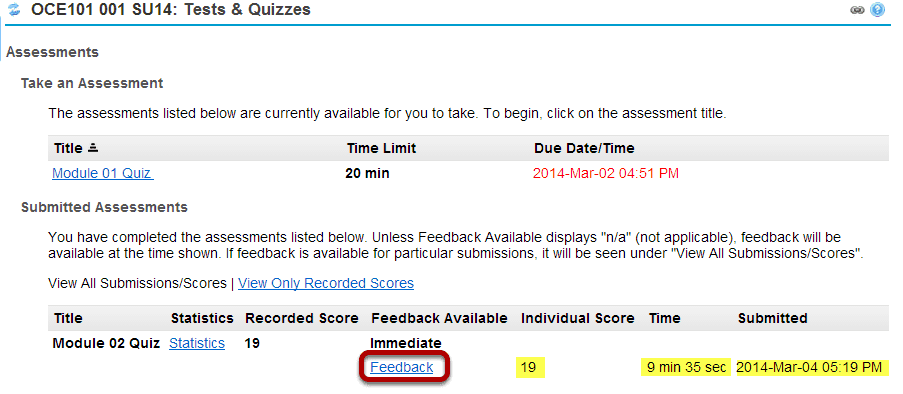 OCE101 001 SU14: Tests & Quizzes
Assessments
Take an Assessment
The assessments listed below are currently available for you to take. To begin, click on the assessment title.
Title Time Limit Due Date/Time
Module 01 Quiz 20 min 2014-Mar-02 04:51 PM
Submitted Assessments
You have completed the assessments listed below. Unless Feedback Available displays "n/a" (not applicable), feedback will be
available at the time shown. If feedback is available for particular submissions, it will be seen under "View All Submissions/Scores".
View All Submissions/Scores | View Only Recorded Scores
Title Statistics Recorded Score Feedback Available Individual Score Time Submitted
Module 02 Quiz Statistics 19 Immediate
Feedback 19 9 min 35 sec 2014-Mar-04 05:19 PM